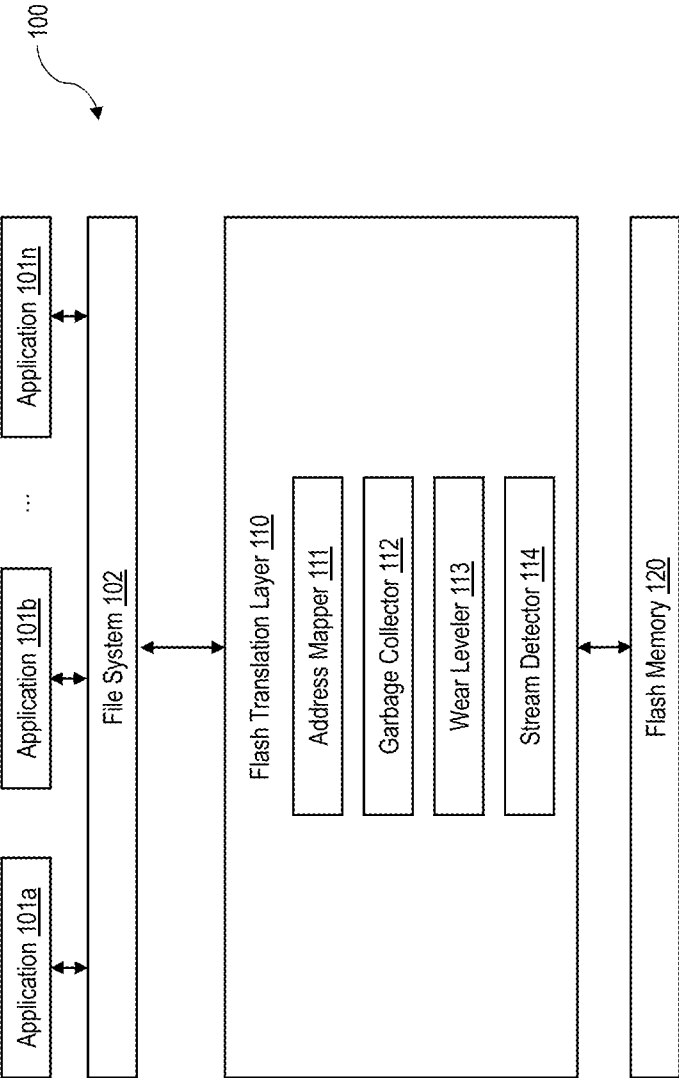 100
Application 101a
Application 101b
...
Application 101n
File System 102
Flash Translation Layer 110
Address Mapper 111
Garbage Collector 112
Wear Leveler 113
Stream Detector 114
Flash Memory 120